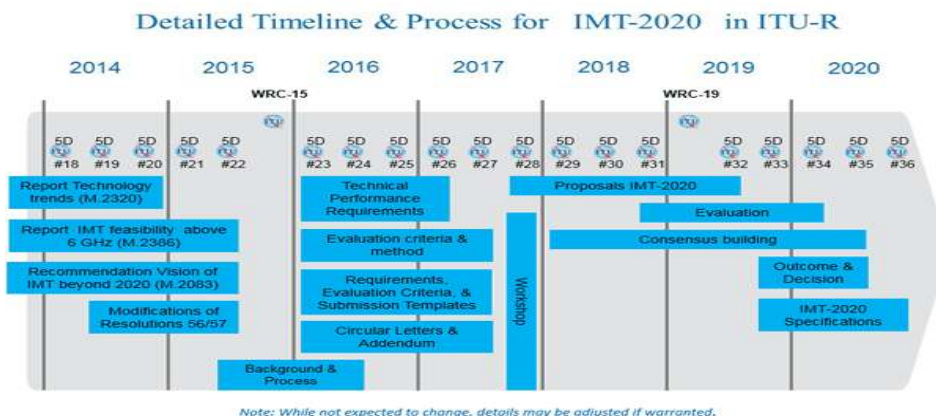 Detailed Timeline & Process for IMT-2020 in ITU-R
2014 2015 2016 2017 2018 2019 2020
WRC-15 WRC-19
5D 5D 5D 5D 5D 5D 5D 5D 5D 5D 5D 5D 5D 5D 5D 5D 5D 5D 5D
#18 #19 #20 #21 #22 #23 #24 #25 #26 #27 #28 #29 #30 #31 #32 #33 #34 #35 #36
Report Technology
trends (M.2320)
Report IMT feasibility above
6 GHz (M.2386)
Recommendation Vision of
IMT beyond 2020 (M.2083)
Modifications of
Resolutions 56/57
Background &
Process
Technical
Performance
Requirements
Evaluation criteria &
method
Requirements,
Evaluation Criteria, &
Submission Templates
Circular Letters &
Addendum
Workshop
Proposals IMT-2020
Evaluation
Consensus building
Outcome &
Decision
IMT-2020
Specifications
Note: While not expected to change, details may be adjusted if warranted.